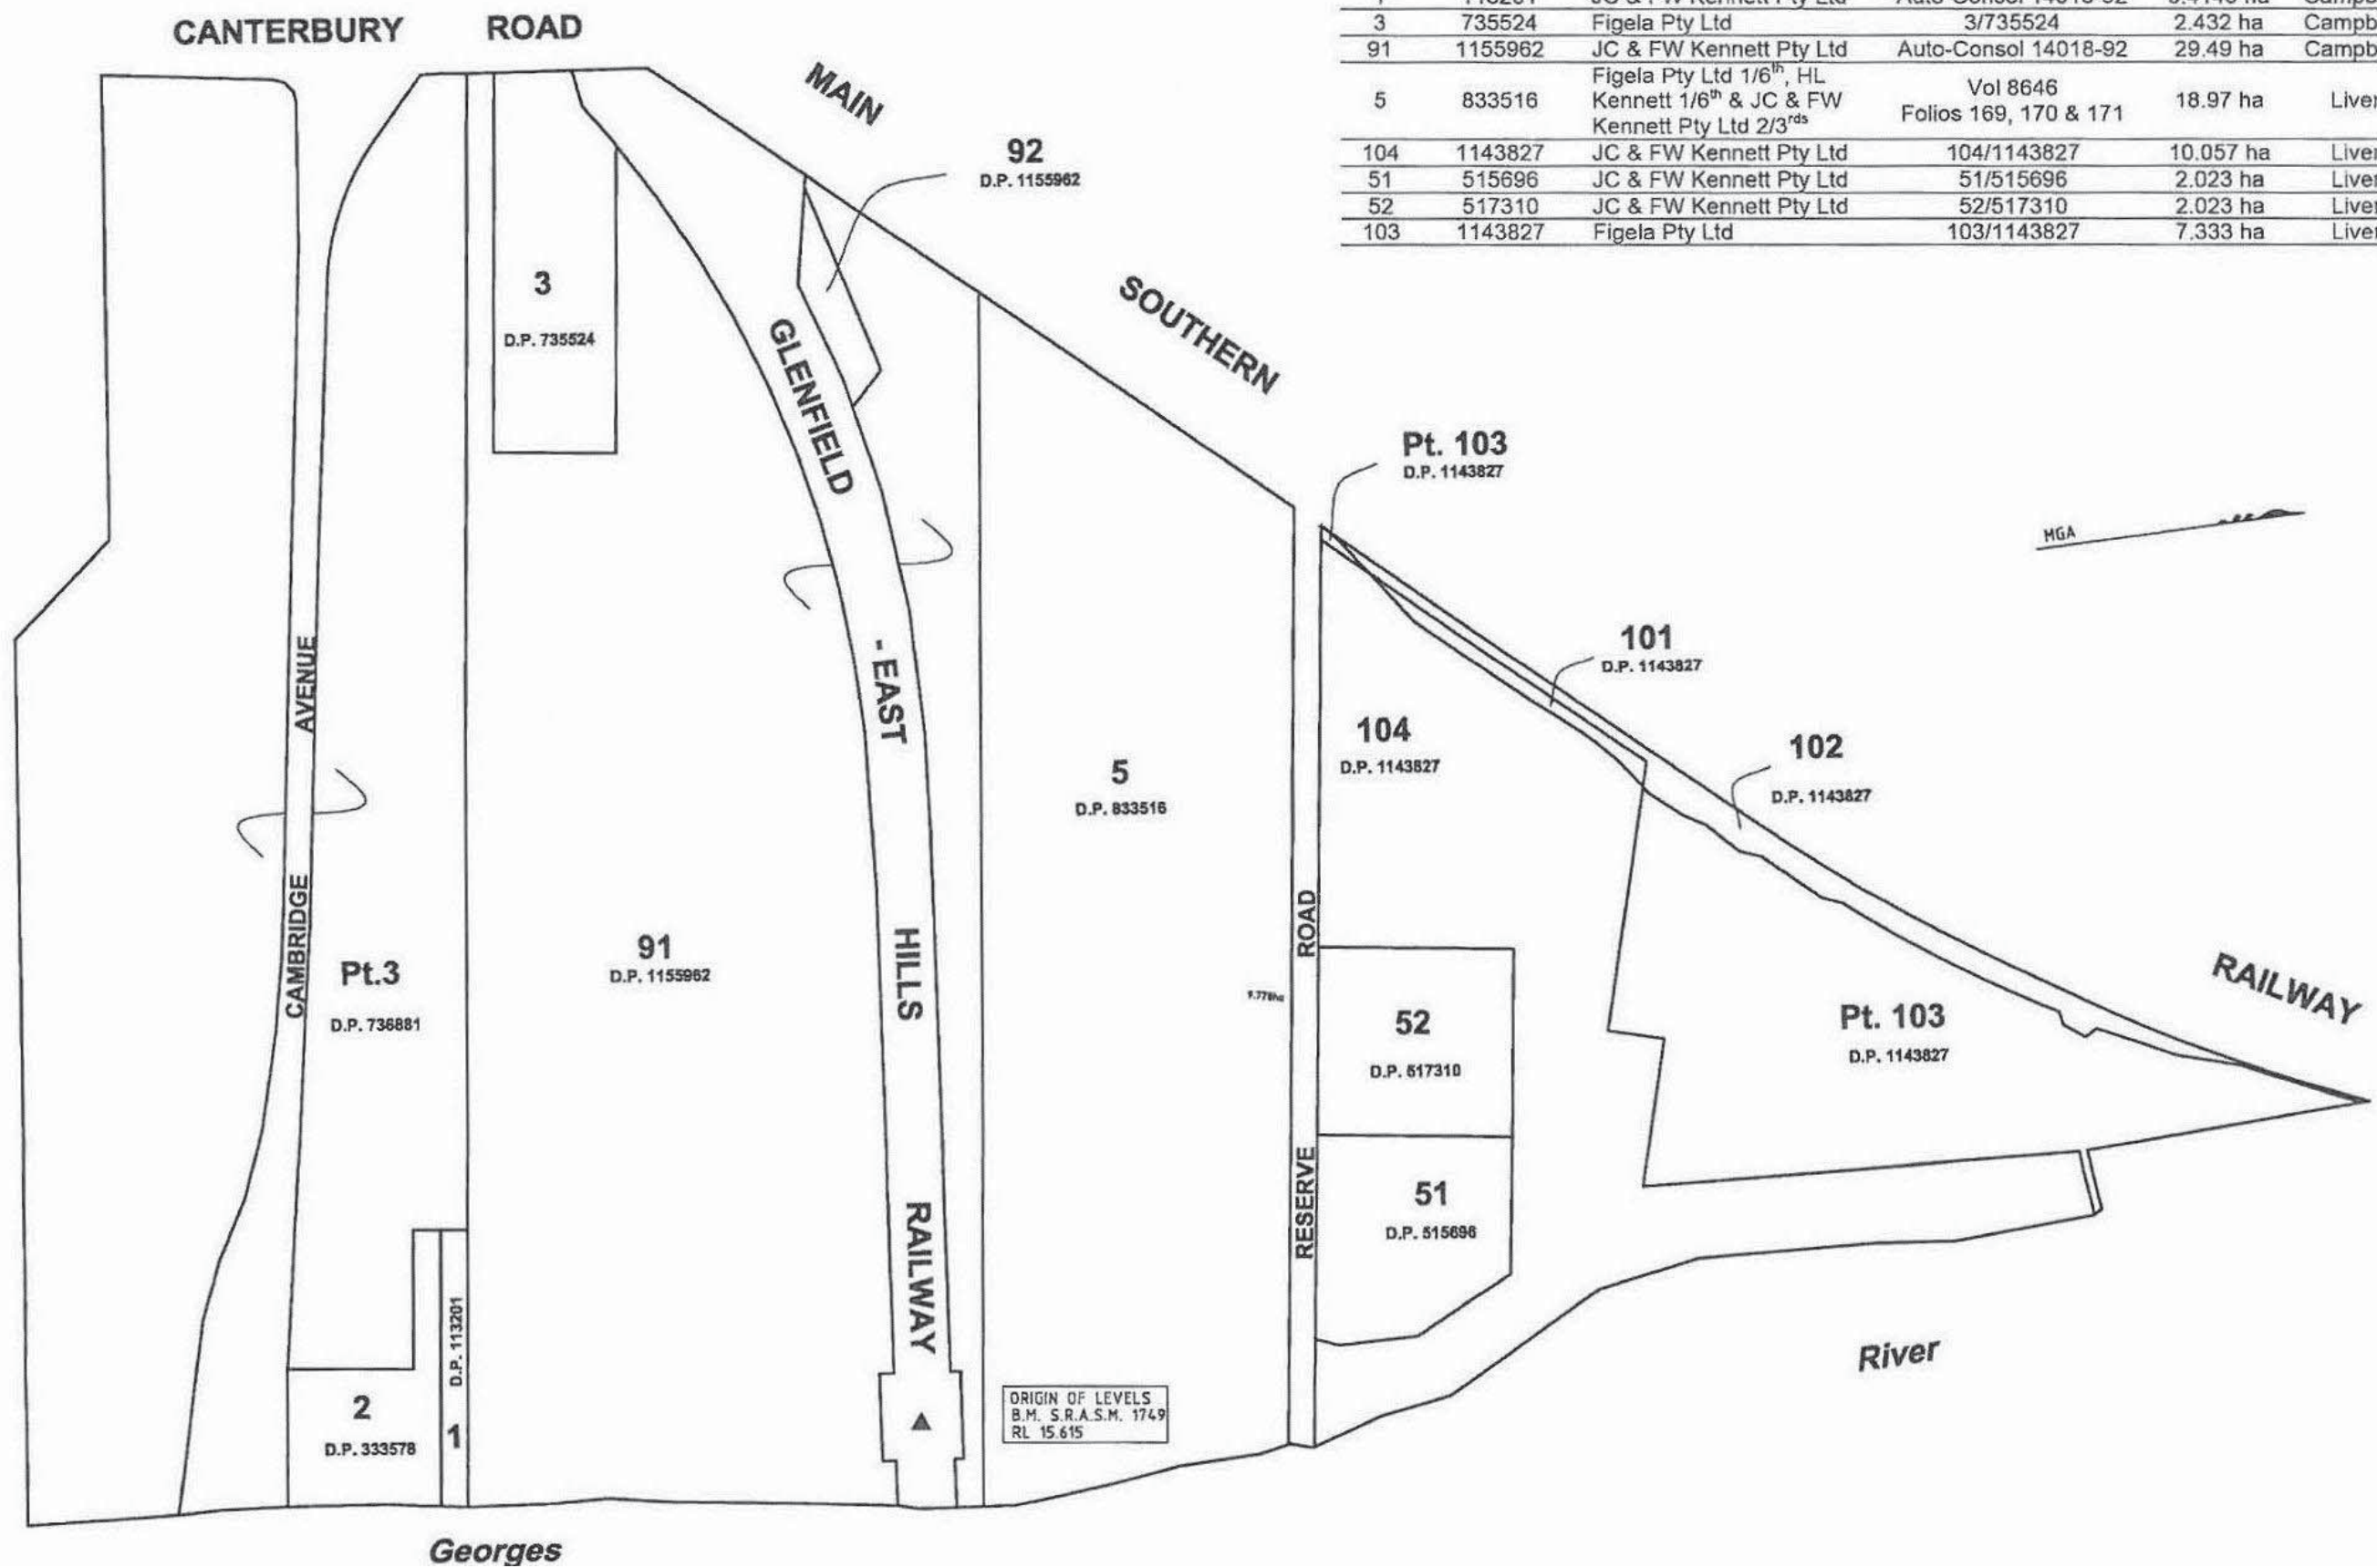 CANTERBURY ROAD
3 735524 Figela Pty Ltd 3/735524 2.432 ha Campb
91 1155962 JC & FW Kennett Pty Ltd Auto-Consol 14018-92 29.49 ha Campb
5 833516 Figela Pty Ltd 1/6th, HL Kennett 1/6th & JC & FW Kennett Pty Ltd 2/3rds Vol 8646 Folios 169, 170 & 171 18.97 ha Liver
104 1143827 JC & FW Kennett Pty Ltd 104/1143827 10.057 ha Liver
51 515696 JC & FW Kennett Pty Ltd 51/515696 2.023 ha Liver
52 517310 JC & FW Kennett Pty Ltd 52/517310 2.023 ha Liver
103 1143827 Figela Pty Ltd 103/1143827 7.333 ha Liver
MAIN
SOUTHERN
RAILWAY
92
D.P. 1155962
3
D.P. 735524
GLENFIELD - EAST HILLS RAILWAY
Pt. 103
D.P. 1143827
MGA
101
D.P. 1143827
102
D.P. 1143827
104
D.P. 1143827
5
D.P. 833516
CAMBRIDGE AVENUE
Pt.3
D.P. 736881
91
D.P. 1155962
RESERVE ROAD
52
D.P. 517310
Pt. 103
D.P. 1143827
51
D.P. 515696
2
D.P. 333578
1
D.P. 113201
ORIGIN OF LEVELS
B.M. S.R.A.S.M. 1749
RL 15.615
Georges
River